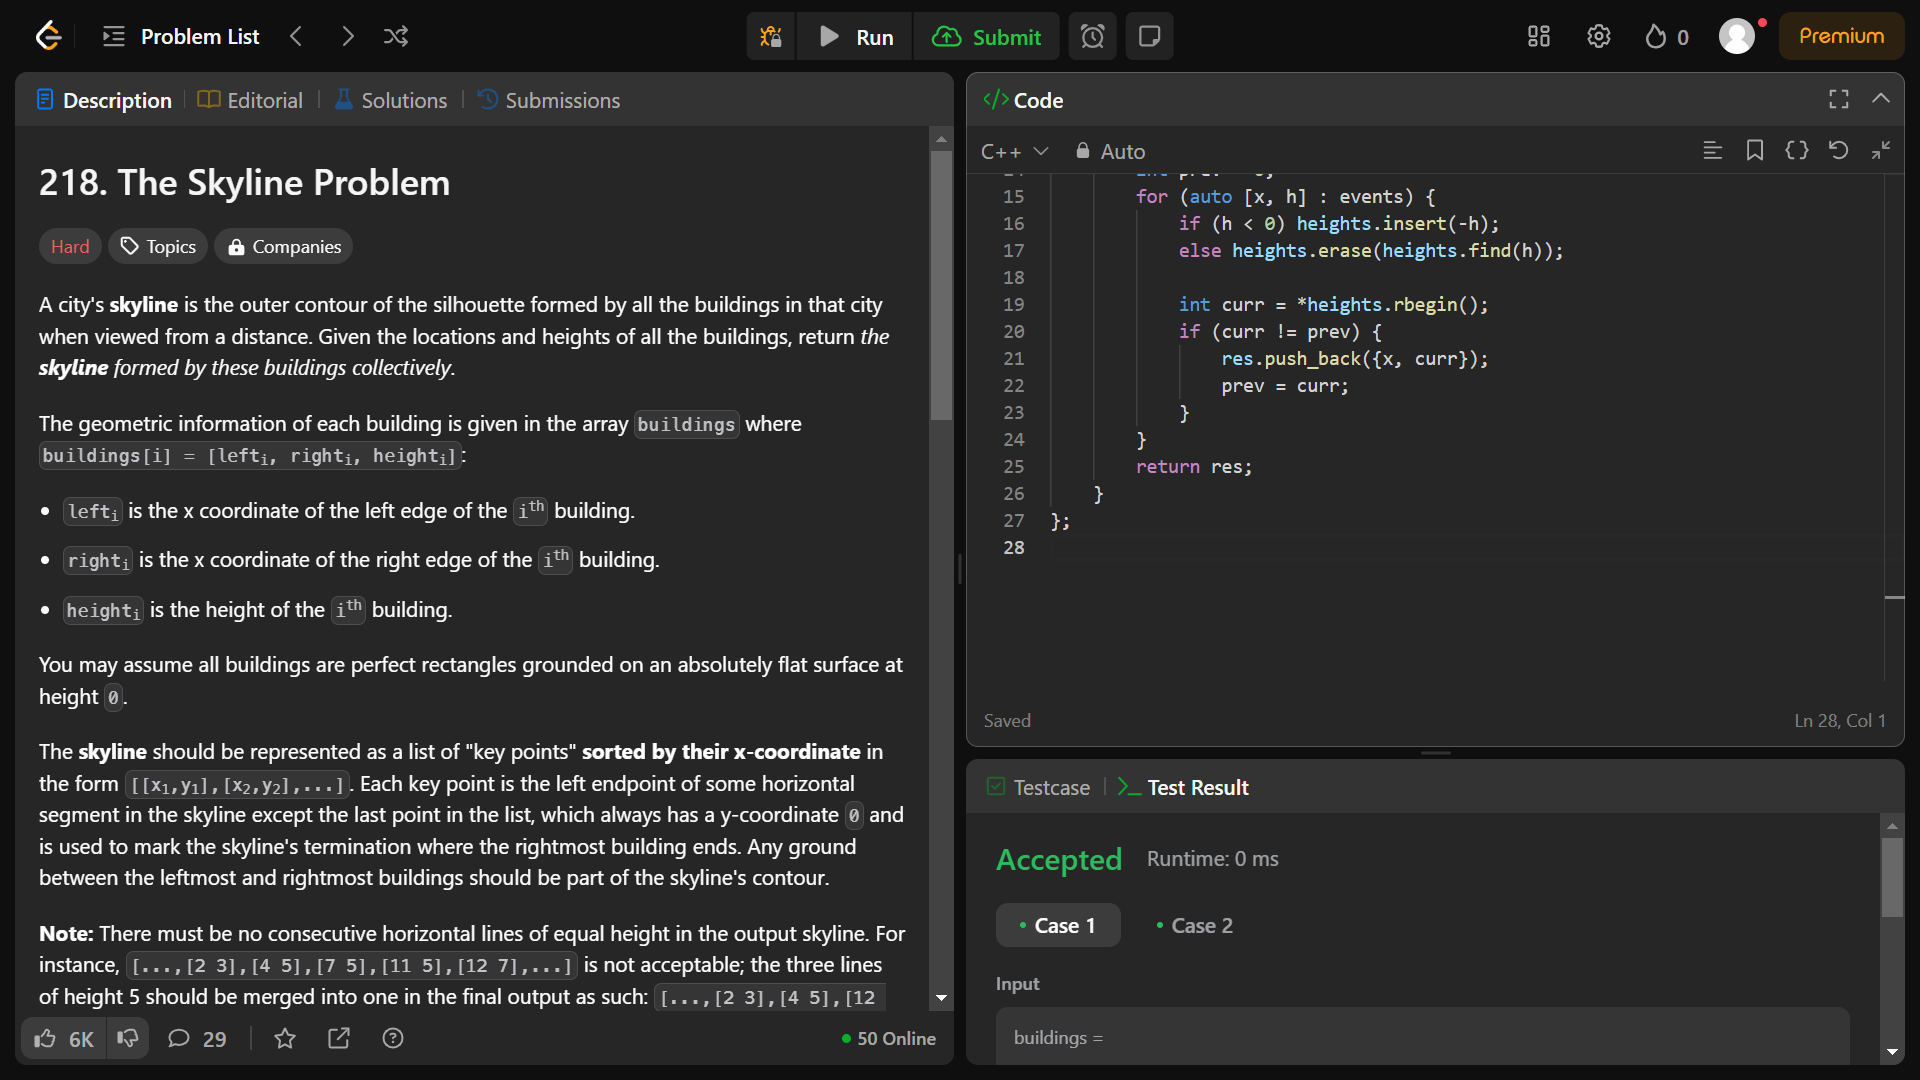 Problem List
Run
Submit
0
Premium
Description
Editorial
Solutions
Submissions
218. The Skyline Problem
Hard
Topics
Companies
A city's skyline is the outer contour of the silhouette formed by all the buildings in that city
when viewed from a distance. Given the locations and heights of all the buildings, return the
skyline formed by these buildings collectively.
The geometric information of each building is given in the array buildings where
buildings[i] = [lefti, righti, heighti]:
lefti is the x coordinate of the left edge of the ith building.
righti is the x coordinate of the right edge of the ith building.
heighti is the height of the ith building.
You may assume all buildings are perfect rectangles grounded on an absolutely flat surface at
height 0.
The skyline should be represented as a list of "key points" sorted by their x-coordinate in
the form [[x1,y1],[x2,y2],...]. Each key point is the left endpoint of some horizontal
segment in the skyline except the last point in the list, which always has a y-coordinate 0 and
is used to mark the skyline's termination where the rightmost building ends. Any ground
between the leftmost and rightmost buildings should be part of the skyline's contour.
Note: There must be no consecutive horizontal lines of equal height in the output skyline. For
instance, [...,[2 3],[4 5],[7 5],[11 5],[12 7],...] is not acceptable; the three lines
of height 5 should be merged into one in the final output as such: [...,[2 3],[4 5],[12
6K
29
50 Online
Code
C++
Auto
15 for (auto [x, h] : events) {
16 if (h < 0) heights.insert(-h);
17 else heights.erase(heights.find(h));
18
19 int curr = *heights.rbegin();
20 if (curr != prev) {
21 res.push_back({x, curr});
22 prev = curr;
23 }
24 }
25 return res;
26 }
27 };
28
Saved
Ln 28, Col 1
Testcase
Test Result
Accepted
Runtime: 0 ms
Case 1
Case 2
Input
buildings =